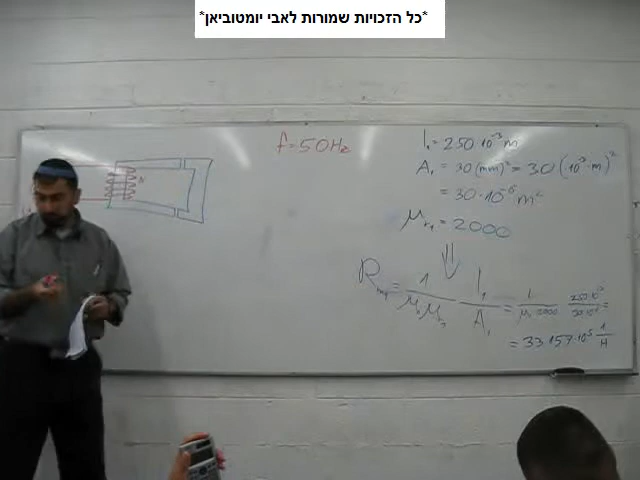 *כל הזכויות שמורות לאבי יומטוביאן*
f=50Hz
l₁ = 250·10⁻³m
A₁ = 30(mm)² = 30(10⁻³·m)²
= 30·10⁻⁶m²
μr₁ = 2000
⇓
Rm₁ = 1/(μ₀μr₁) l₁/A₁ = 1/(μ₀ 2000) 250·10⁻³/30·10⁻⁶ =
= 33 157·10³ 1/H
N